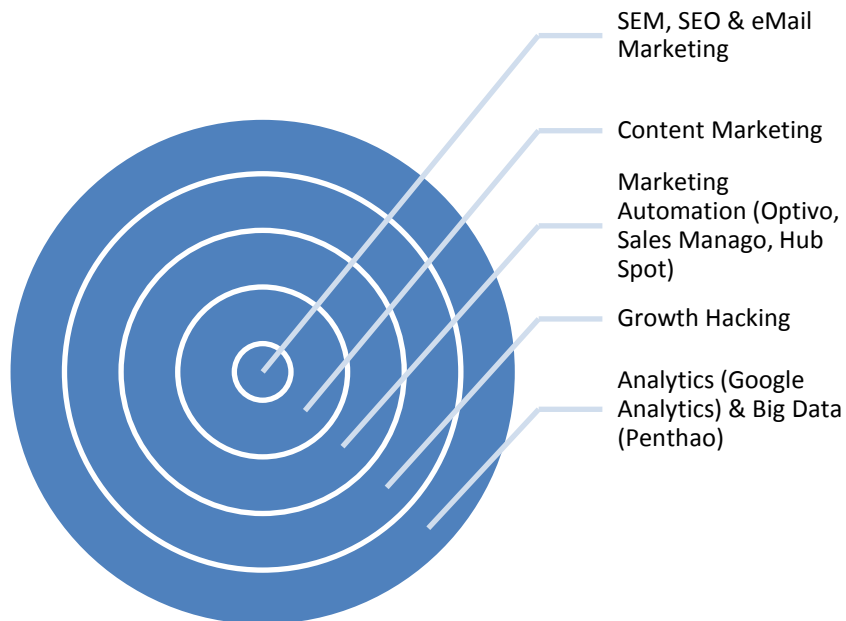 SEM, SEO & eMail
Marketing
Content Marketing
Marketing
Automation (Optivo,
Sales Manago, Hub
Spot)
Growth Hacking
Analytics (Google
Analytics) & Big Data
(Penthao)